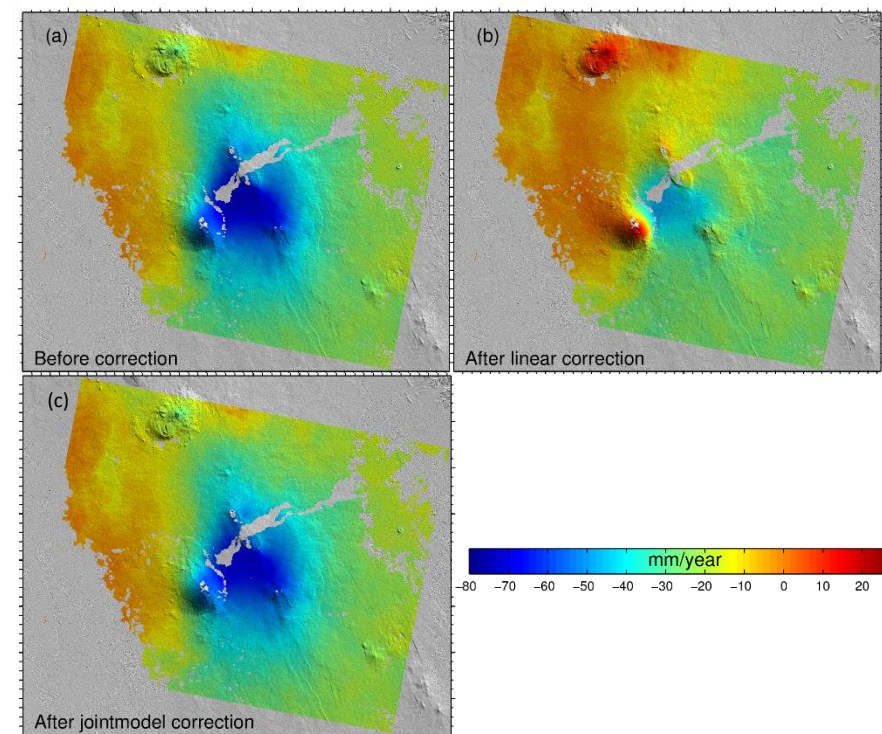 (a)
Before correction
(b)
After linear correction
(c)
After jointmodel correction
mm/year
−80 −70 −60 −50 −40 −30 −20 −10 0 10 20